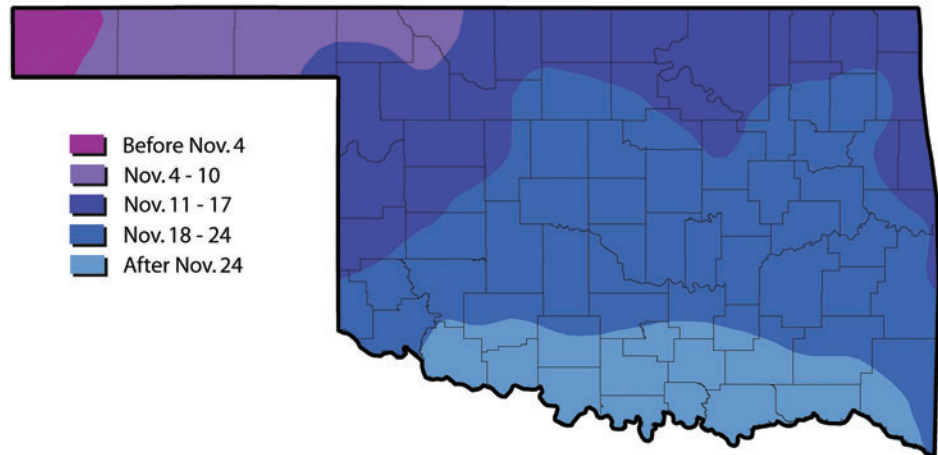 Before Nov. 4
Nov. 4 - 10
Nov. 11 - 17
Nov. 18 - 24
After Nov. 24